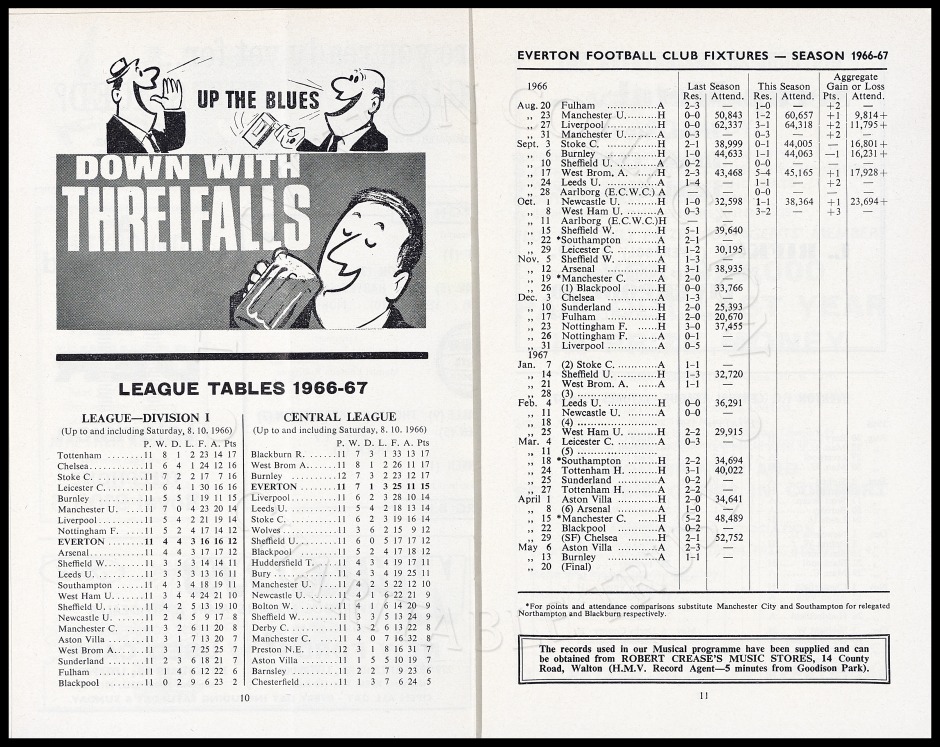 UP THE BLUES
DOWN WITH
THRELFALLS
LEAGUE TABLES 1966-67
LEAGUE—DIVISION I
(Up to and including Saturday, 8. 10. 1966)
P. W. D. L. F. A. Pts
Tottenham ........11 8 1 2 23 14 17
Chelsea............11 6 4 1 24 12 16
Stoke C. ..........11 7 2 2 17 7 16
Leicester C. .......11 6 4 1 30 16 16
Burnley ..........11 5 5 1 19 11 15
Manchester U. .....11 7 0 4 23 20 14
Liverpool..........11 5 4 2 21 19 14
Nottingham F. .....11 5 2 4 17 14 12
EVERTON ........11 4 4 3 16 16 12
Arsenal............11 4 4 3 17 17 12
Sheffield W. .......11 3 5 3 14 14 11
Leeds U. ..........11 3 5 3 13 16 11
Southampton ......11 4 3 4 18 19 11
West Ham U. ......11 3 4 4 24 21 10
Sheffield U. .......11 4 2 5 13 19 10
Newcastle U. ......11 2 4 5 9 17 8
Manchester C. .....11 3 2 6 11 20 8
Aston Villa ........11 3 1 7 13 20 7
West Brom A.......11 3 1 7 25 25 7
Sunderland ........11 2 3 6 18 21 7
Fulham ...........11 1 4 6 12 22 6
Blackpool .........11 0 2 9 6 23 2
CENTRAL LEAGUE
(Up to and including Saturday, 8. 10. 1966)
P. W. D. L. F. A. Pts
Blackburn R. ......11 7 3 1 33 13 17
West Brom A.......11 8 1 2 26 11 17
Burnley ..........12 7 3 2 23 12 17
EVERTON ........11 7 1 3 25 11 15
Liverpool..........11 6 2 3 28 10 14
Leeds U. ..........11 5 4 2 18 13 14
Stoke C. ..........11 6 2 3 19 16 14
Wolves ...........11 3 6 2 15 9 12
Sheffield U. .......11 6 0 5 17 17 12
Blackpool .........11 5 2 4 17 18 12
Huddersfield T. ....11 4 3 4 19 17 11
Bury .............11 4 3 4 19 25 11
Manchester U. .....11 4 2 5 22 12 10
Newcastle U. ......11 4 1 6 22 21 9
Bolton W. .........11 4 1 6 14 20 9
Sheffield W........11 3 3 5 13 24 9
Derby C. ..........11 3 2 6 13 22 8
Manchester C. .....11 4 0 7 16 32 8
Preston N.E. ......12 3 1 8 16 31 7
Aston Villa ........11 1 5 5 10 19 7
Barnsley ..........11 2 2 7 9 23 6
Chesterfield ........11 1 3 7 6 24 5
10
EVERTON FOOTBALL CLUB FIXTURES — SEASON 1966-67
1966 Last Season This Season Aggregate Gain or Loss
Res. Attend. Res. Attend. Pts. Attend.
Aug. 20 Fulham ..............A 2–3 — 1–0 — +2 —
,, 23 Manchester U. ........H 0–0 50,843 1–2 60,657 +1 9,814+
,, 27 Liverpool ............H 0–0 62,337 3–1 64,318 +2 11,795+
,, 31 Manchester U. ........A 0–3 — 0–3 — +2 —
Sept. 3 Stoke C. .............H 2–1 38,999 0–1 44,005 — 16,801+
,, 6 Burnley ..............H 1–0 44,633 1–1 44,063 —1 16,231+
,, 10 Sheffield U. ..........A 0–2 — 0–0 — — —
,, 17 West Brom. A. ........H 2–3 43,468 5–4 45,165 +1 17,928+
,, 24 Leeds U. .............A 1–4 — 1–1 — +2 —
,, 28 Aarlborg (E.C.W.C.) A — — 0–0 — — —
Oct. 1 Newcastle U. .........H 1–0 32,598 1–1 38,364 +1 23,694+
,, 8 West Ham U. .........A 0–3 — 3–2 — +3 —
,, 11 Aarlborg (E.C.W.C.)H — —
,, 15 Sheffield W. ..........H 5–1 39,640
,, 22 *Southampton .........A 2–1 —
,, 29 Leicester C. ..........H 1–2 30,195
Nov. 5 Sheffield W. ..........A 1–3 —
,, 12 Arsenal ..............H 3–1 38,935
,, 19 *Manchester C. ........A 2–0 —
,, 26 (1) Blackpool .........H 0–0 33,766
Dec. 3 Chelsea ..............A 1–3 —
,, 10 Sunderland ...........H 2–0 25,393
,, 17 Fulham ..............H 2–0 20,670
,, 23 Nottingham F. ........H 3–0 37,455
,, 26 Nottingham F. ........A 0–1 —
,, 31 Liverpool ............A 0–5 —
1967
Jan. 7 (2) Stoke C. ..........A 1–1 —
,, 14 Sheffield U. ..........H 1–3 32,720
,, 21 West Brom. A. ........A 1–1 —
,, 28 (3) ....................
Feb. 4 Leeds U. .............H 0–0 36,291
,, 11 Newcastle U. .........A 0–0 —
,, 18 (4) ....................
,, 25 West Ham U. .........H 2–2 29,915
Mar. 4 Leicester C. ..........A 0–3 —
,, 11 (5) ....................
,, 18 *Southampton .........H 2–2 34,694
,, 24 Tottenham H. .........H 3–1 40,022
,, 25 Sunderland ...........A 0–2 —
,, 27 Tottenham H. .........A 2–2 —
April 1 Aston Villa ...........H 2–0 34,641
,, 8 (6) Arsenal ...........A 1–0 —
,, 15 *Manchester C. ........H 5–2 48,489
,, 22 Blackpool ............A 0–2 —
,, 29 (SF) Chelsea .........H 2–1 52,752
May 6 Aston Villa ...........A 2–3 —
,, 13 Burnley ..............A 1–1 —
,, 20 (Final)
*For points and attendance comparisons substitute Manchester City and Southampton for relegated
Northampton and Blackburn respectively.
The records used in our Musical programme have been supplied and can
be obtained from ROBERT CREASE'S MUSIC STORES, 14 County
Road, Walton (H.M.V. Record Agent—5 minutes from Goodison Park).
11